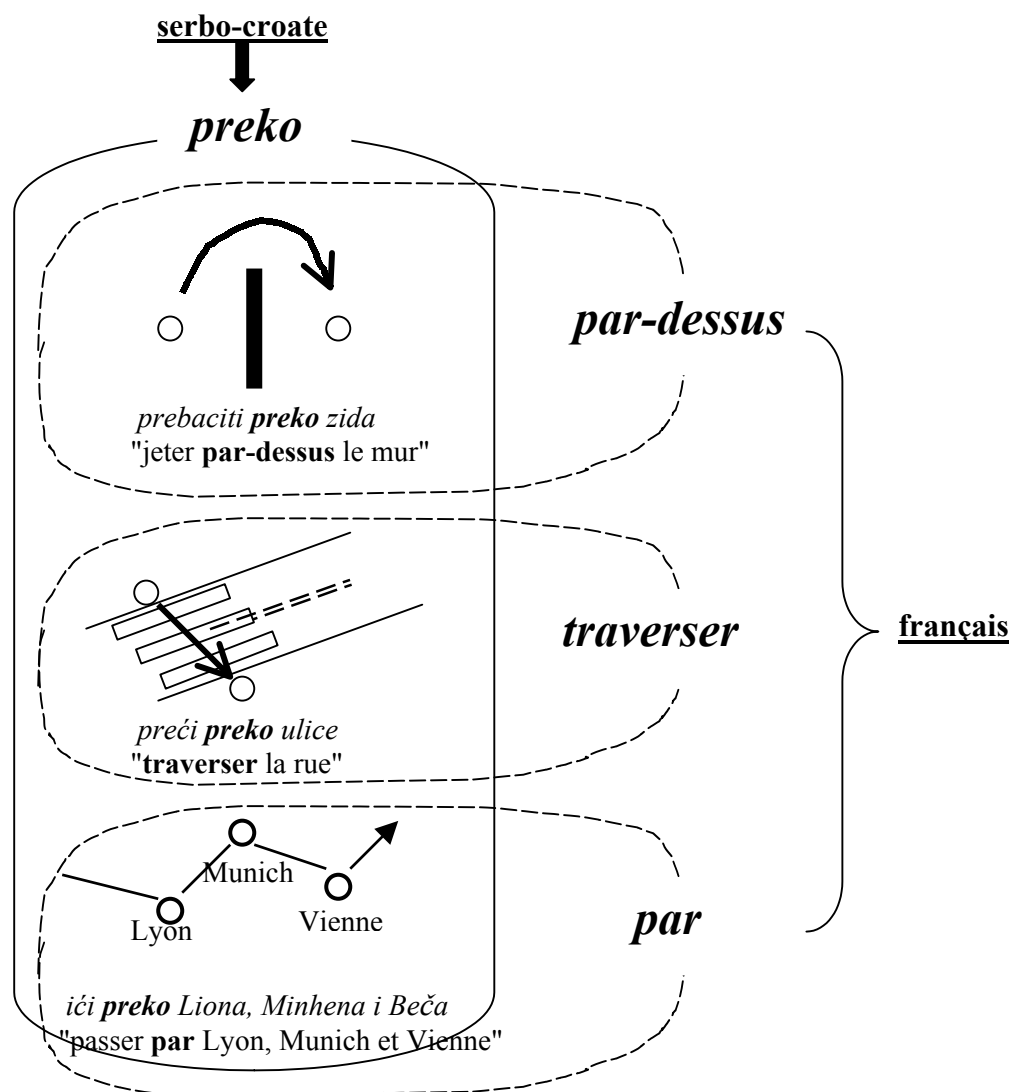 serbo-croate
preko
par-dessus
prebaciti preko zida
"jeter par-dessus le mur"
traverser
français
preći preko ulice
"traverser la rue"
Munich
Lyon
Vienne
par
ići preko Liona, Minhena i Beča
"passer par Lyon, Munich et Vienne"